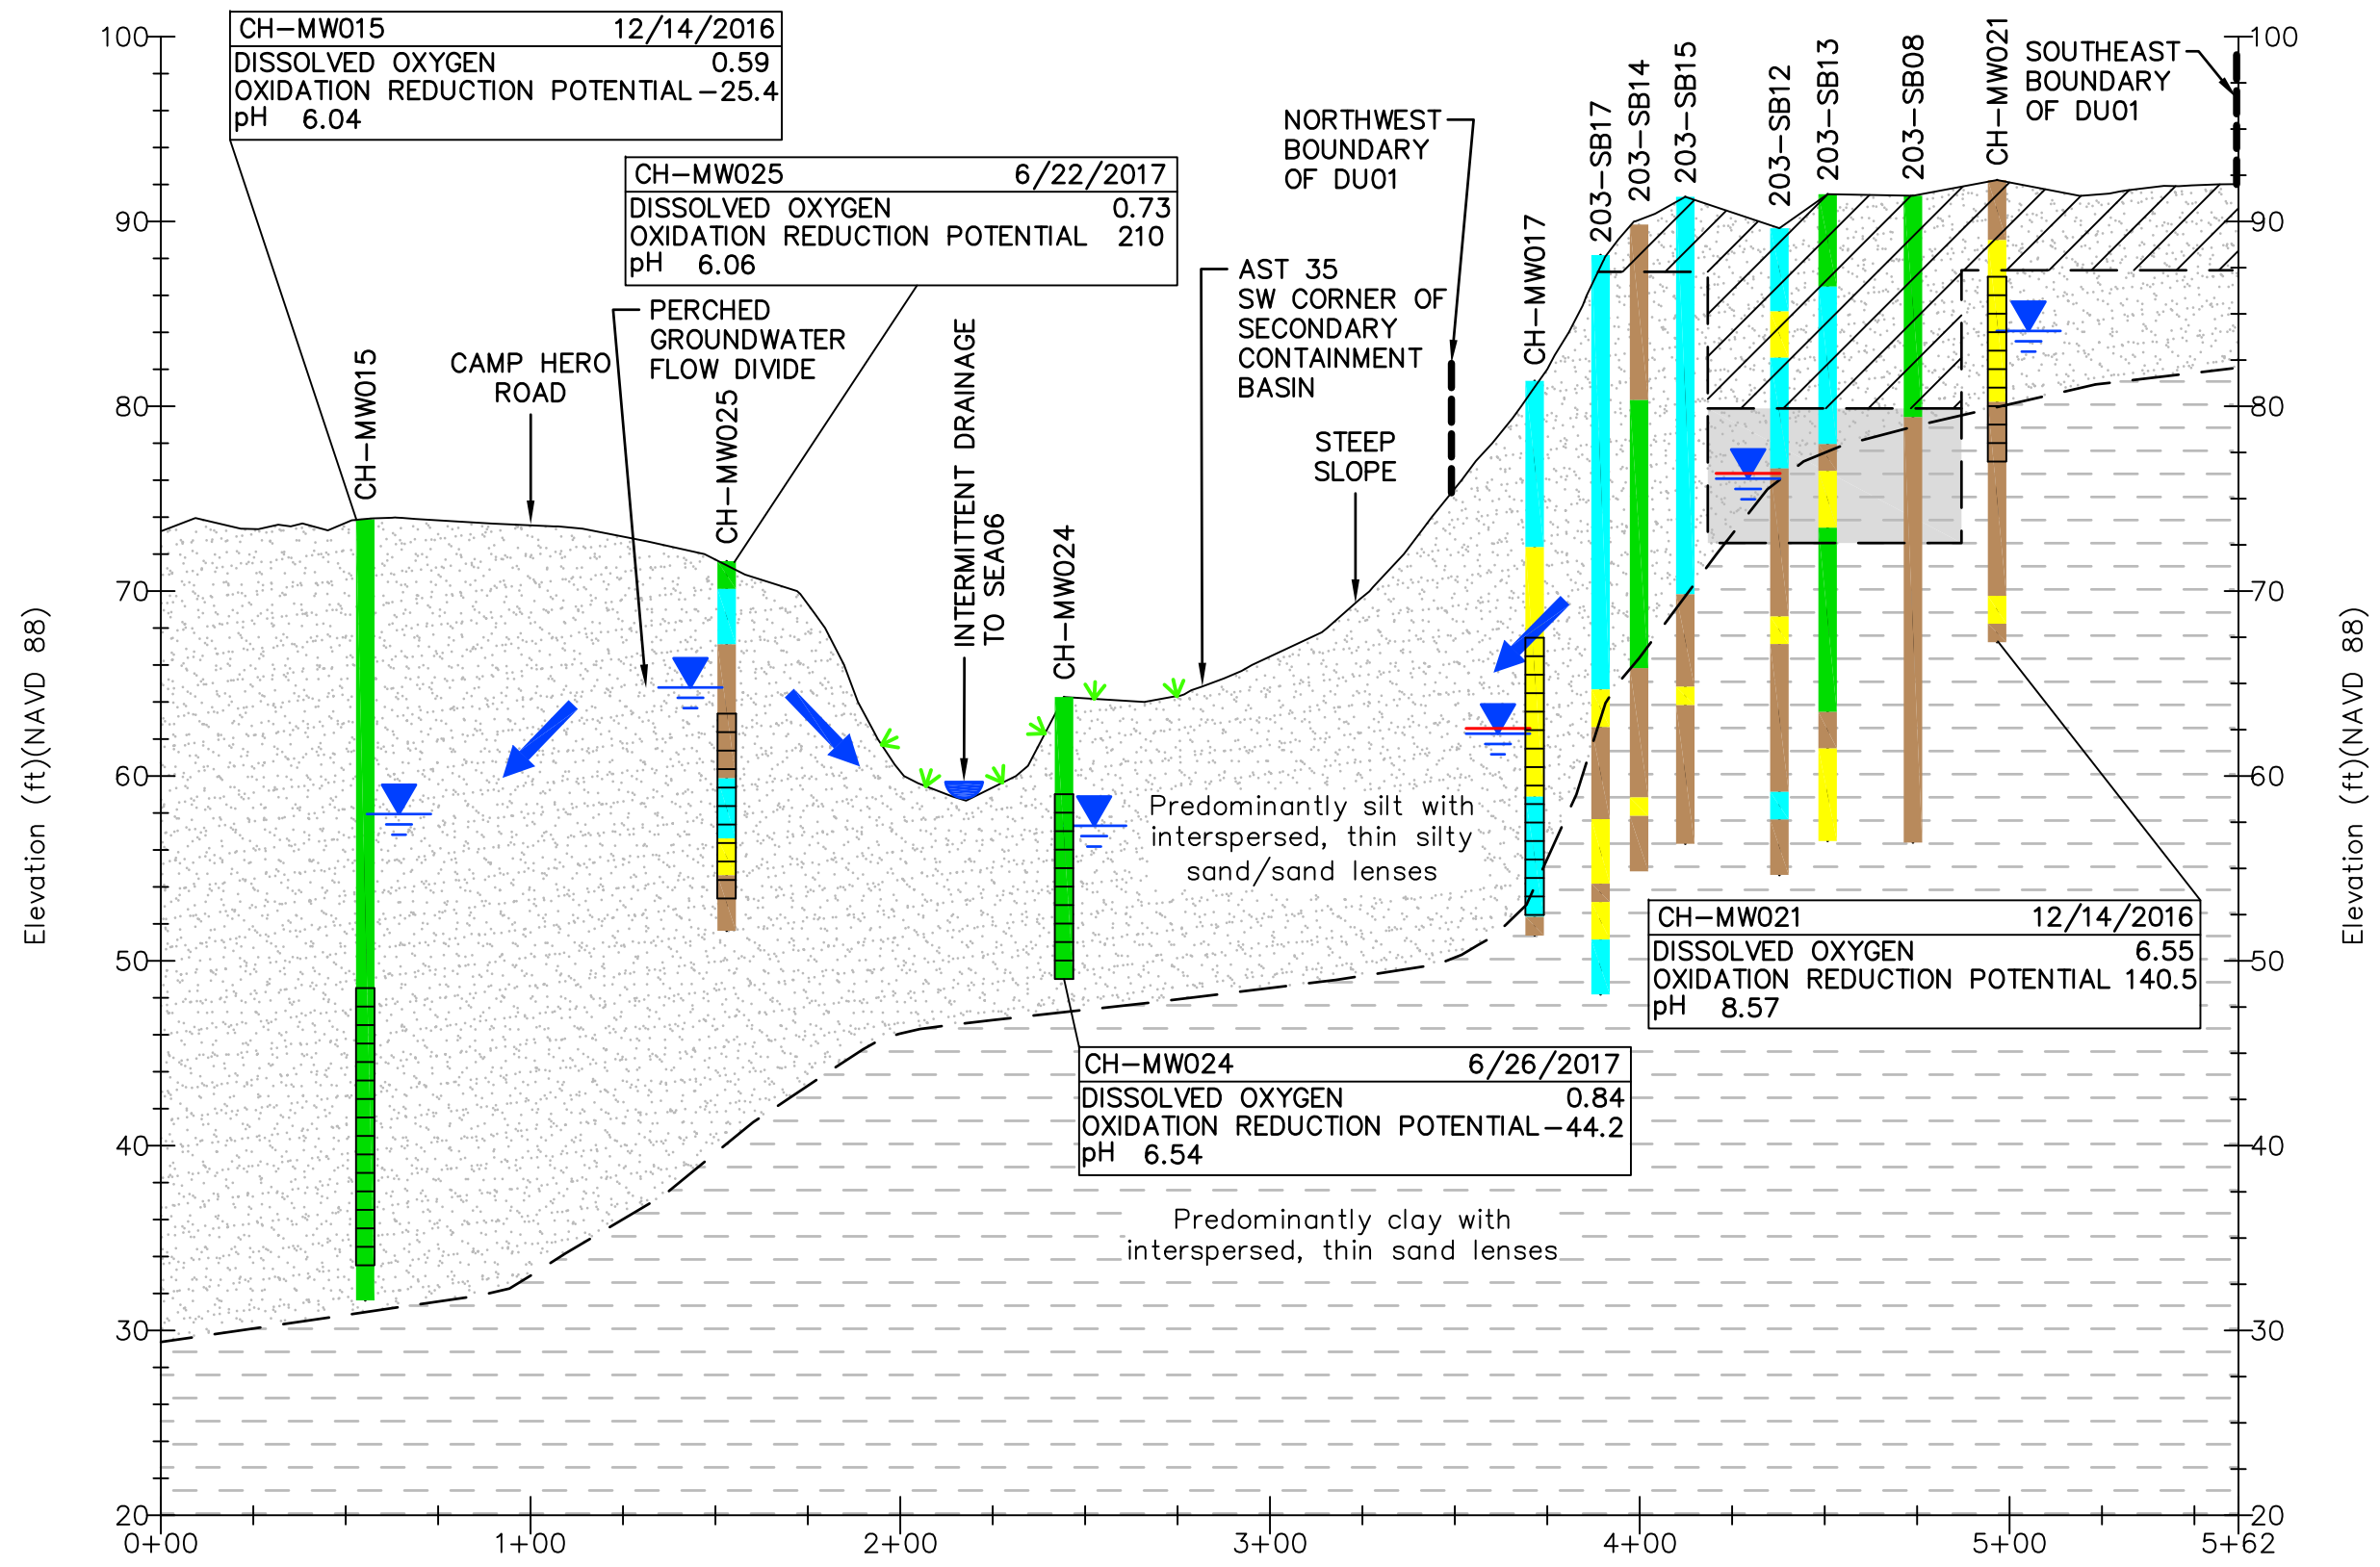 CH-MW015 12/14/2016
DISSOLVED OXYGEN 0.59
OXIDATION REDUCTION POTENTIAL -25.4
pH 6.04
CH-MW025 6/22/2017
DISSOLVED OXYGEN 0.73
OXIDATION REDUCTION POTENTIAL 210
pH 6.06
CH-MW021 12/14/2016
DISSOLVED OXYGEN 6.55
OXIDATION REDUCTION POTENTIAL 140.5
pH 8.57
CH-MW024 6/26/2017
DISSOLVED OXYGEN 0.84
OXIDATION REDUCTION POTENTIAL -44.2
pH 6.54
PERCHED
GROUNDWATER
FLOW DIVIDE
CAMP HERO
ROAD
CH-MW015
CH-MW025
INTERMITTENT DRAINAGE
TO SEA06
CH-MW024
AST 35
SW CORNER OF
SECONDARY
CONTAINMENT
BASIN
NORTHWEST
BOUNDARY
OF DU01
STEEP
SLOPE
CH-MW017
203-SB17
203-SB14
203-SB15
203-SB12
203-SB13
203-SB08
CH-MW021
SOUTHEAST
BOUNDARY
OF DU01
Predominantly silt with
interspersed, thin silty
sand/sand lenses
Predominantly clay with
interspersed, thin sand lenses
Elevation (ft)(NAVD 88)
100
90
80
70
60
50
40
30
20
Elevation (ft)(NAVD 88)
100
90
80
70
60
50
40
30
20
0+00 1+00 2+00 3+00 4+00 5+00 5+62